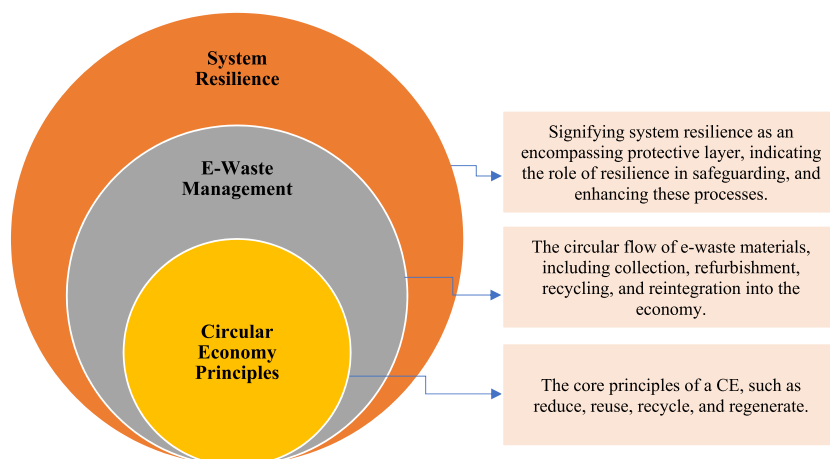 System
Resilience
E-Waste
Management
Circular
Economy
Principles
Signifying system resilience as an
encompassing protective layer, indicating
the role of resilience in safeguarding, and
enhancing these processes.
The circular flow of e-waste materials,
including collection, refurbishment,
recycling, and reintegration into the
economy.
The core principles of a CE, such as
reduce, reuse, recycle, and regenerate.